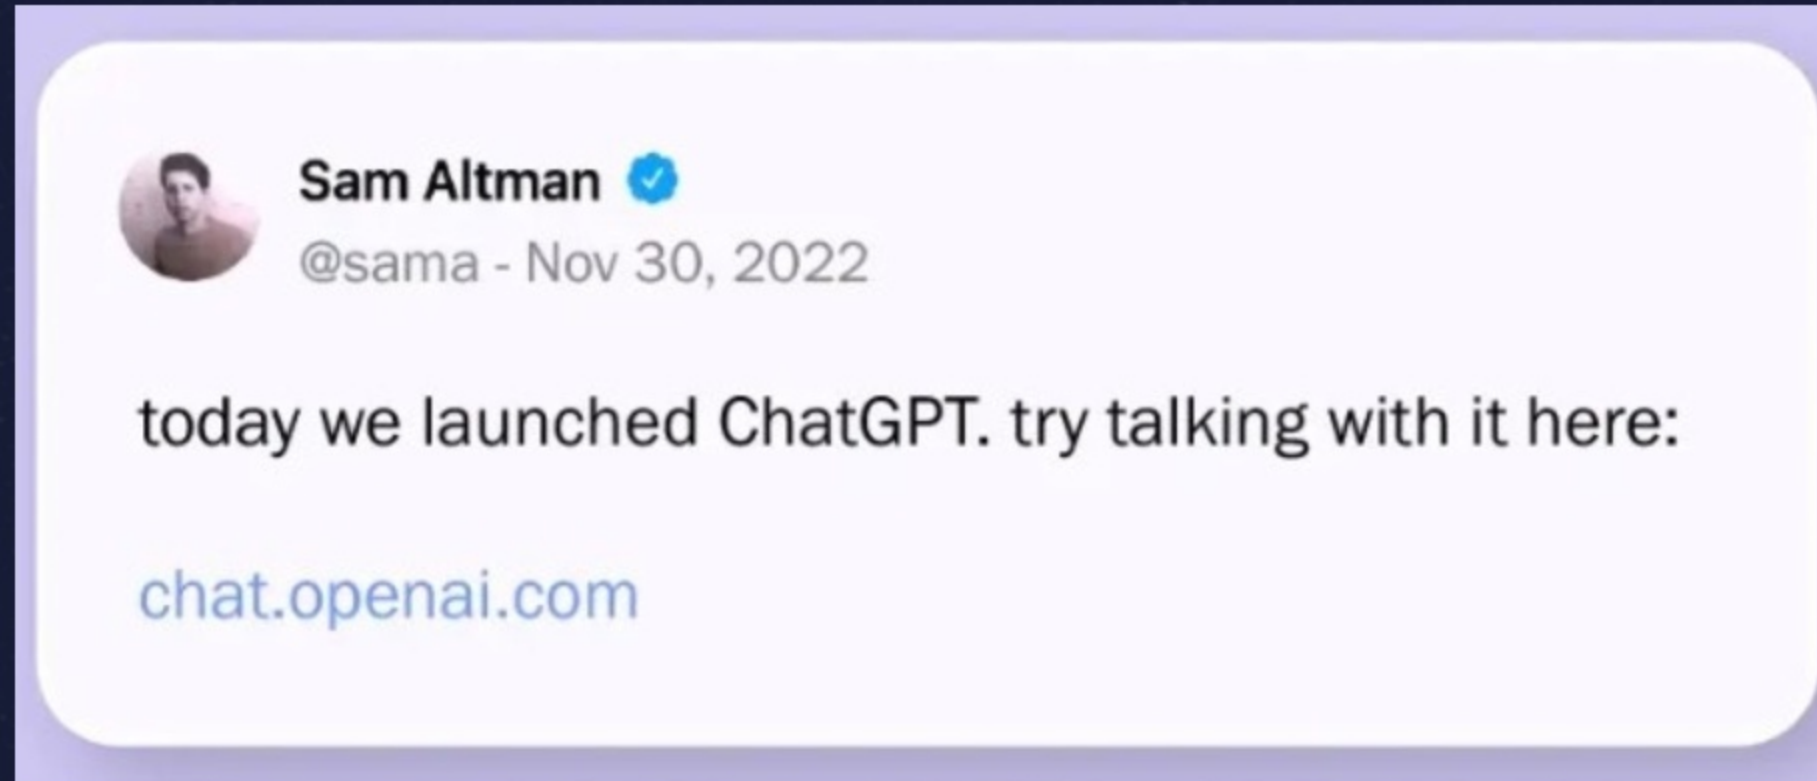 Sam Altman
@sama - Nov 30, 2022
today we launched ChatGPT. try talking with it here:
chat.openai.com